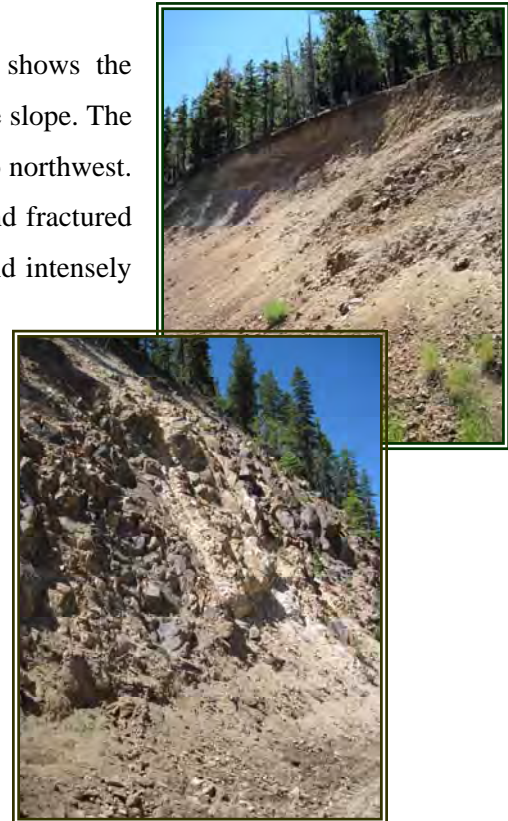 shows the
slope. The
northwest.
fractured
intensely